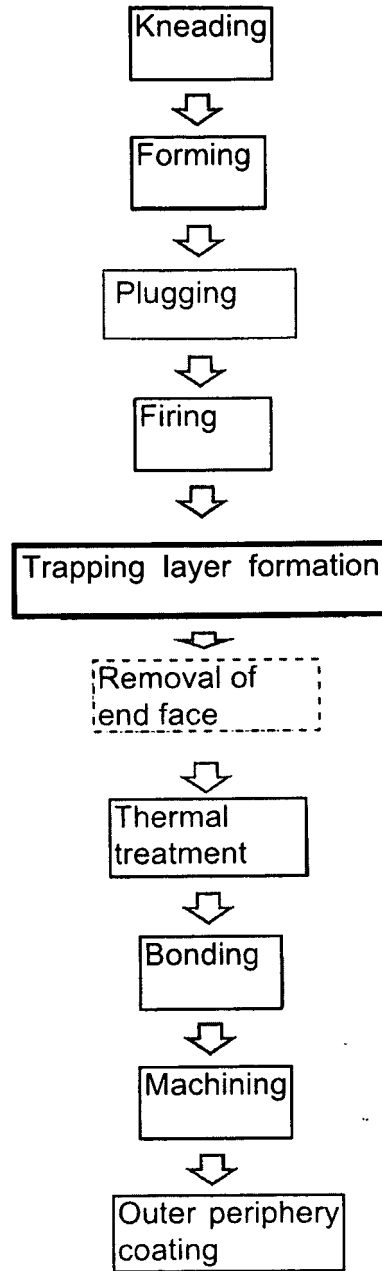 Kneading
Forming
Plugging
Firing
Trapping layer formation
Removal of
end face
Thermal
treatment
Bonding
Machining
Outer periphery
coating